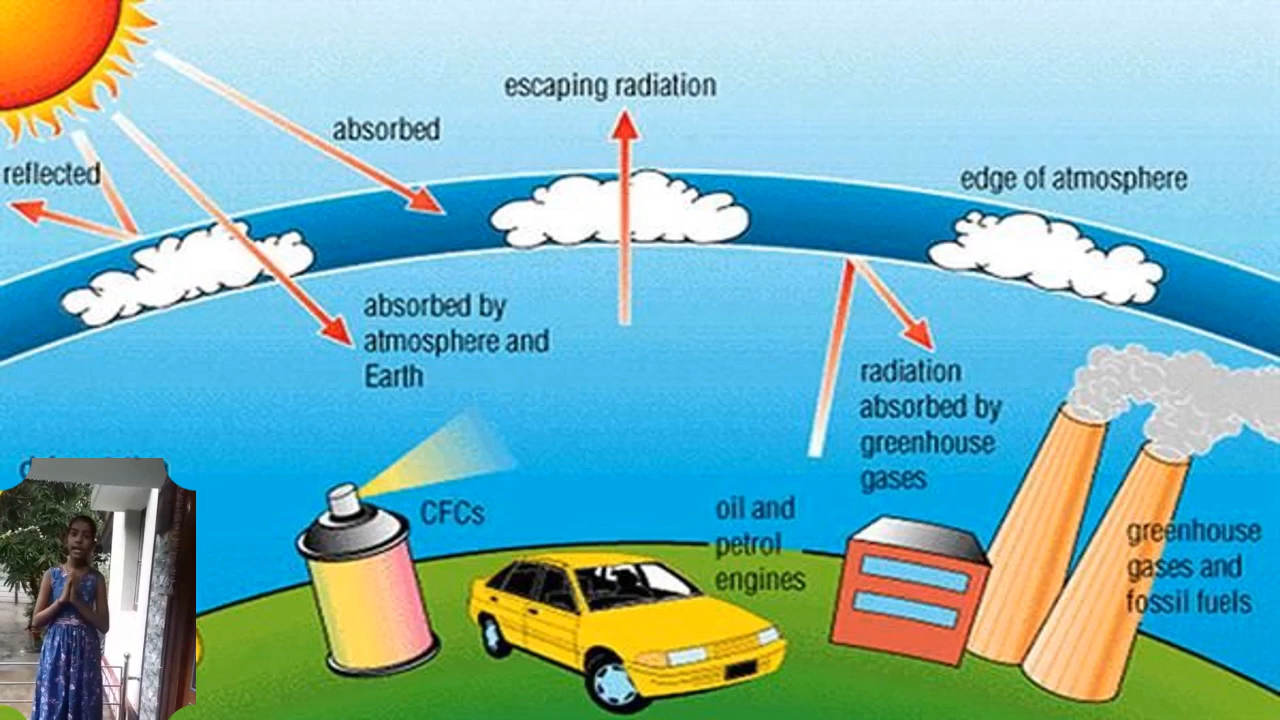 escaping radiation
absorbed
reflected
edge of atmosphere
absorbed by
atmosphere and
Earth
radiation
absorbed by
greenhouse
gases
CFCs
oil and
petrol
engines
greenhouse
gases and
fossil fuels